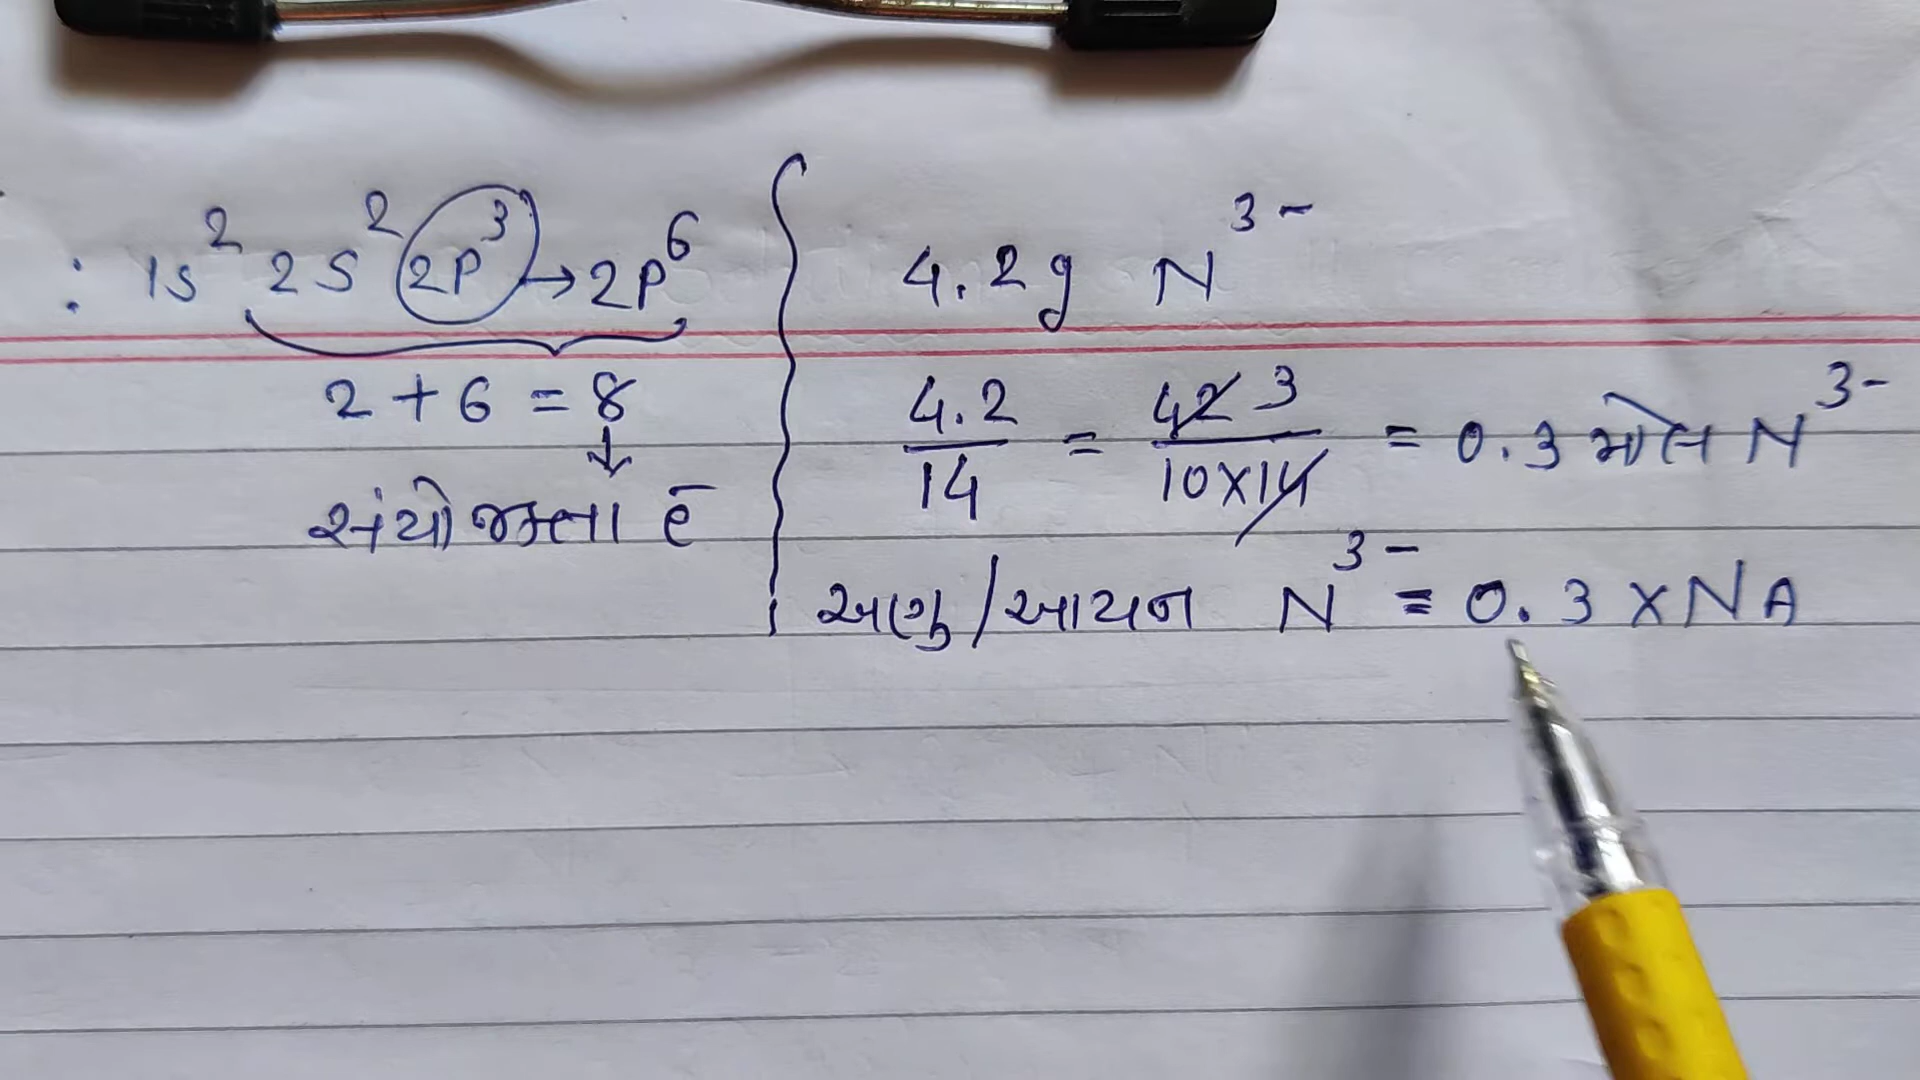 : 1s² 2s² 2p³ → 2p⁶
2 + 6 = 8
↓
સંયોજકતા ē
4.2g N³⁻
4.2/14 = 42 3/10×14 = 0.3 મોલ N³⁻
અણુ/આયન N³⁻ = 0.3 × NA